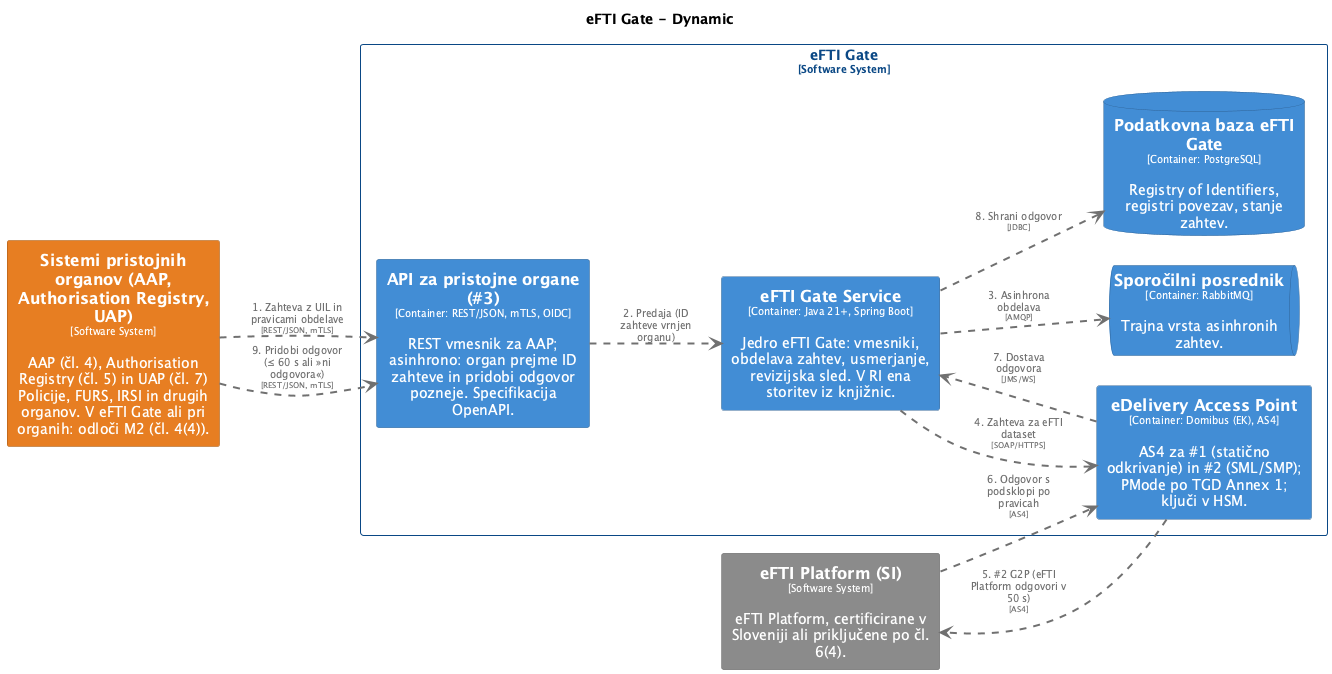 eFTI Gate – Dynamic
eFTI Gate
[Software System]
Podatkovna baza eFTI
Gate
[Container: PostgreSQL]
Registry of Identifiers,
registri povezav, stanje
zahtev.
8. Shrani odgovor
[JDBC]
Sistemi pristojnih
organov (AAP,
Authorisation Registry,
UAP)
[Software System]
AAP (čl. 4), Authorisation
Registry (čl. 5) in UAP (čl. 7)
Policije, FURS, IRSI in drugih
organov. V eFTI Gate ali pri
organih: odloči M2 (čl. 4(4)).
1. Zahteva z UIL in
pravicami obdelave
[REST/JSON, mTLS]
9. Pridobi odgovor
(≤ 60 s ali »ni
odgovora«)
[REST/JSON, mTLS]
API za pristojne organe
(#3)
[Container: REST/JSON, mTLS, OIDC]
REST vmesnik za AAP;
asinhrono: organ prejme ID
zahteve in pridobi odgovor
pozneje. Specifikacija
OpenAPI.
2. Predaja (ID
zahteve vrnjen
organu)
eFTI Gate Service
[Container: Java 21+, Spring Boot]
Jedro eFTI Gate: vmesniki,
obdelava zahtev, usmerjanje,
revizijska sled. V RI ena
storitev iz knjižnic.
3. Asinhrona
obdelava
[AMQP]
Sporočilni posrednik
[Container: RabbitMQ]
Trajna vrsta asinhronih
zahtev.
7. Dostava
odgovora
[JMS/WS]
4. Zahteva za eFTI
dataset
[SOAP/HTTPS]
eDelivery Access Point
[Container: Domibus (EK), AS4]
AS4 za #1 (statično
odkrivanje) in #2 (SML/SMP);
PMode po TGD Annex 1;
ključi v HSM.
6. Odgovor s
podsklopi po
pravicah
[AS4]
eFTI Platform (SI)
[Software System]
eFTI Platform, certificirane v
Sloveniji ali priključene po čl.
6(4).
5. #2 G2P (eFTI
Platform odgovori v
50 s)
[AS4]